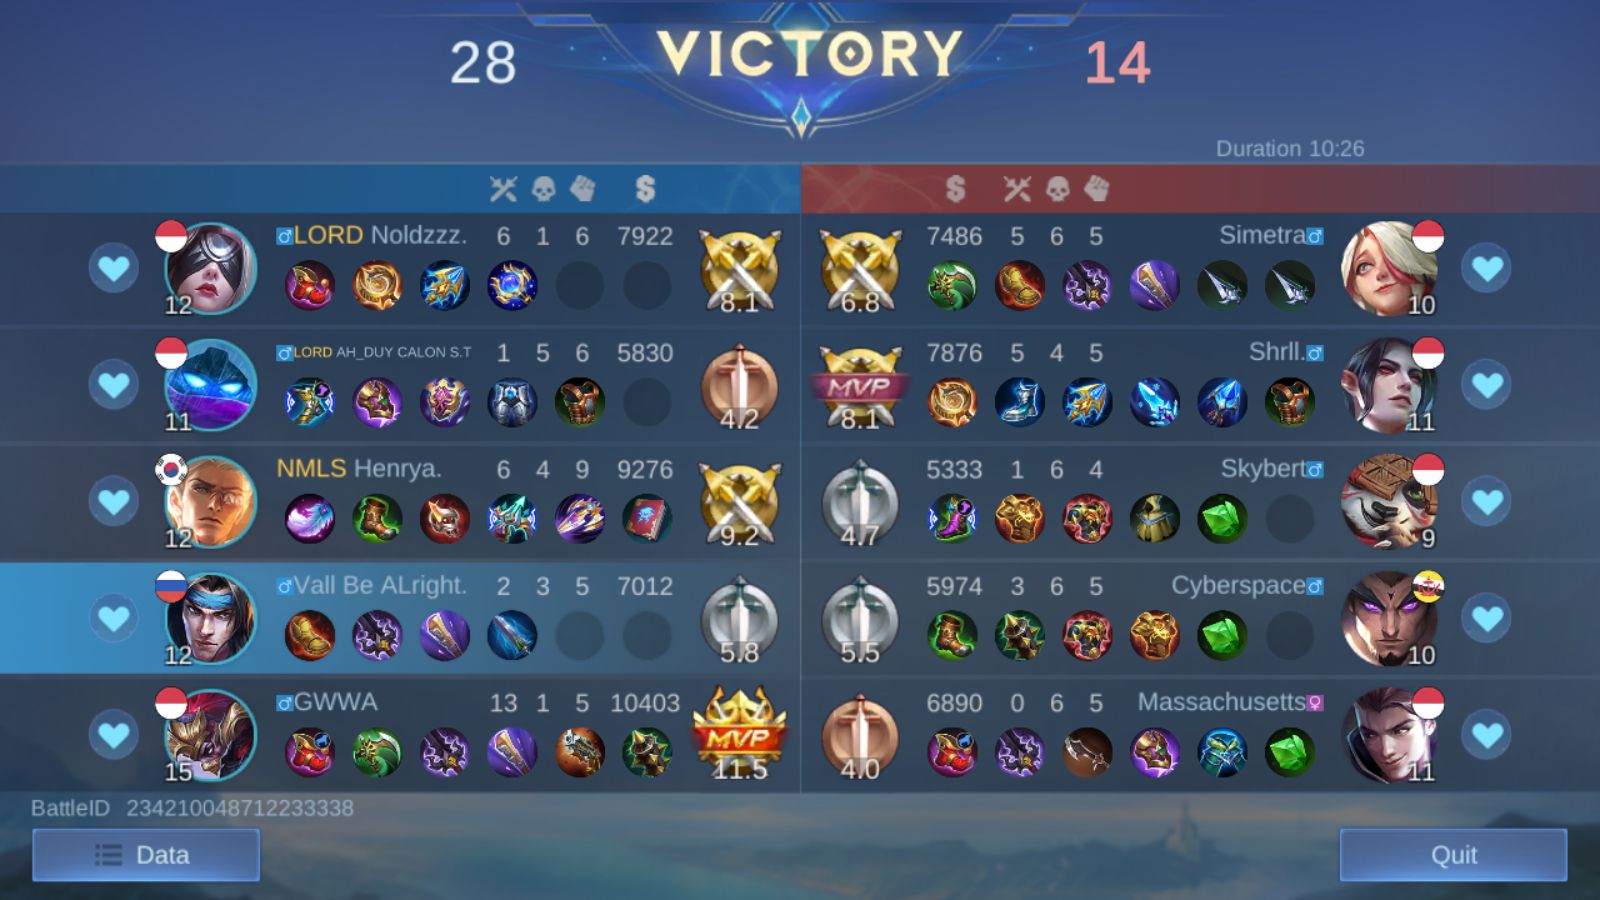 28 VICTORY 14
Duration 10:26
LORD Noldzzz. 6 1 6 7922
12 8.1
6.8 7486 5 6 5 Simetra
10
LORD AH_DUY CALON S.T 1 5 6 5830
11 4.2
MVP 8.1 7876 5 4 5 Shrll.
11
NMLS Henrya. 6 4 9 9276
12 9.2
4.7 5333 1 6 4 Skybert
9
Vall Be ALright. 2 3 5 7012
12 5.8
5.5 5974 3 6 5 Cyberspace
10
GWWA 13 1 5 10403
15 MVP 11.5
4.0 6890 0 6 5 Massachusetts
11
BattleID 234210048712233338
Data
Quit